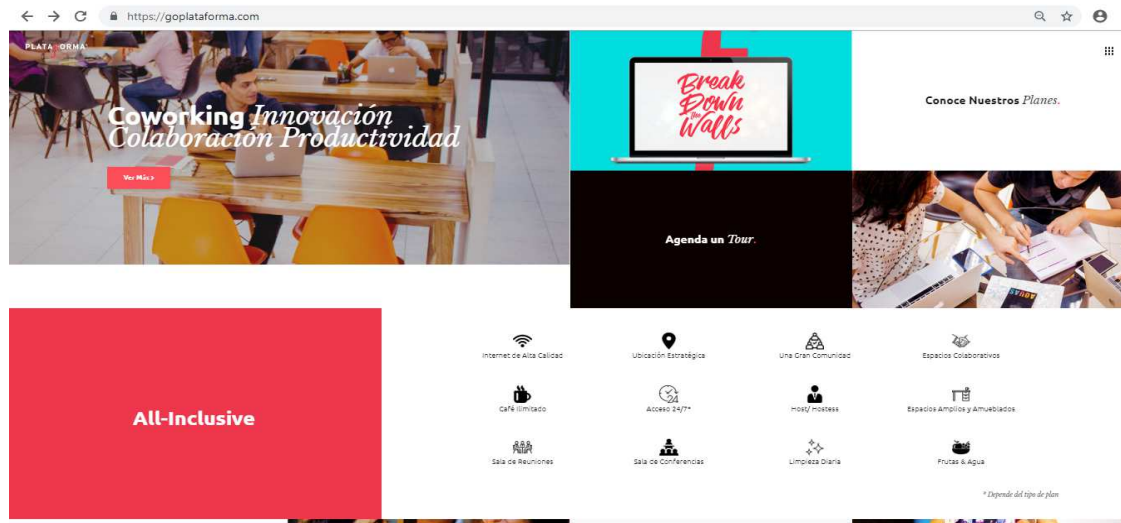 https://goplataforma.com
PLATA ORMA
Coworking Innovación
Colaboración Productividad
Ver Más >
Break
Down
the
Walls
Conoce Nuestros Planes.
Agenda un Tour.
All-Inclusive
Internet de Alta Calidad
Ubicación Estratégica
Una Gran Comunidad
Espacios Colaborativos
Café Ilimitado
24
Acceso 24/7*
Host/ Hostess
Espacios Amplios y Amueblados
Sala de Reuniones
Sala de Conferencias
Limpieza Diaria
Frutas & Agua
* Depende del tipo de plan